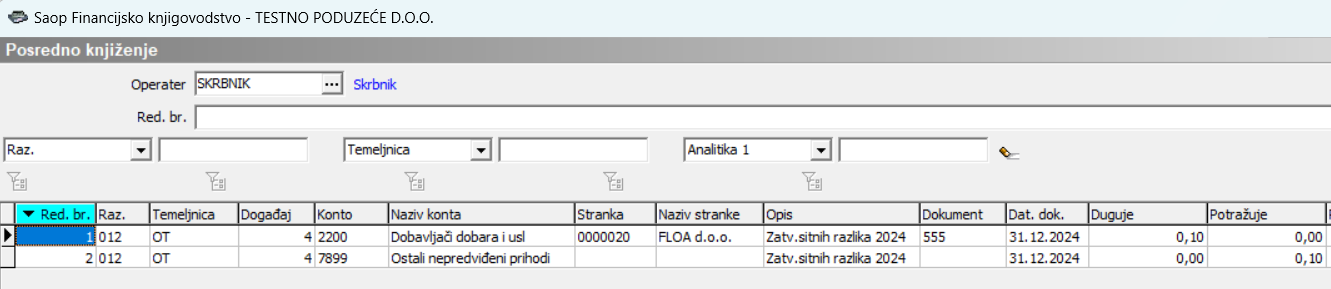 Saop Financijsko knjigovodstvo - TESTNO PODUZEĆE D.O.O.
Posredno knjiženje
Operater SKRBNIK ... Skrbnik
Red. br.
Raz. Temeljnica Analitika 1
Red. br. Raz. Temeljnica Događaj Konto Naziv konta Stranka Naziv stranke Opis Dokument Dat. dok. Duguje Potražuje
1 012 OT 4 2200 Dobavljači dobara i usl 0000020 FLOA d.o.o. Zatv.sitnih razlika 2024 555 31.12.2024 0,10 0,00
2 012 OT 4 7899 Ostali nepredviđeni prihodi Zatv.sitnih razlika 2024 31.12.2024 0,00 0,10